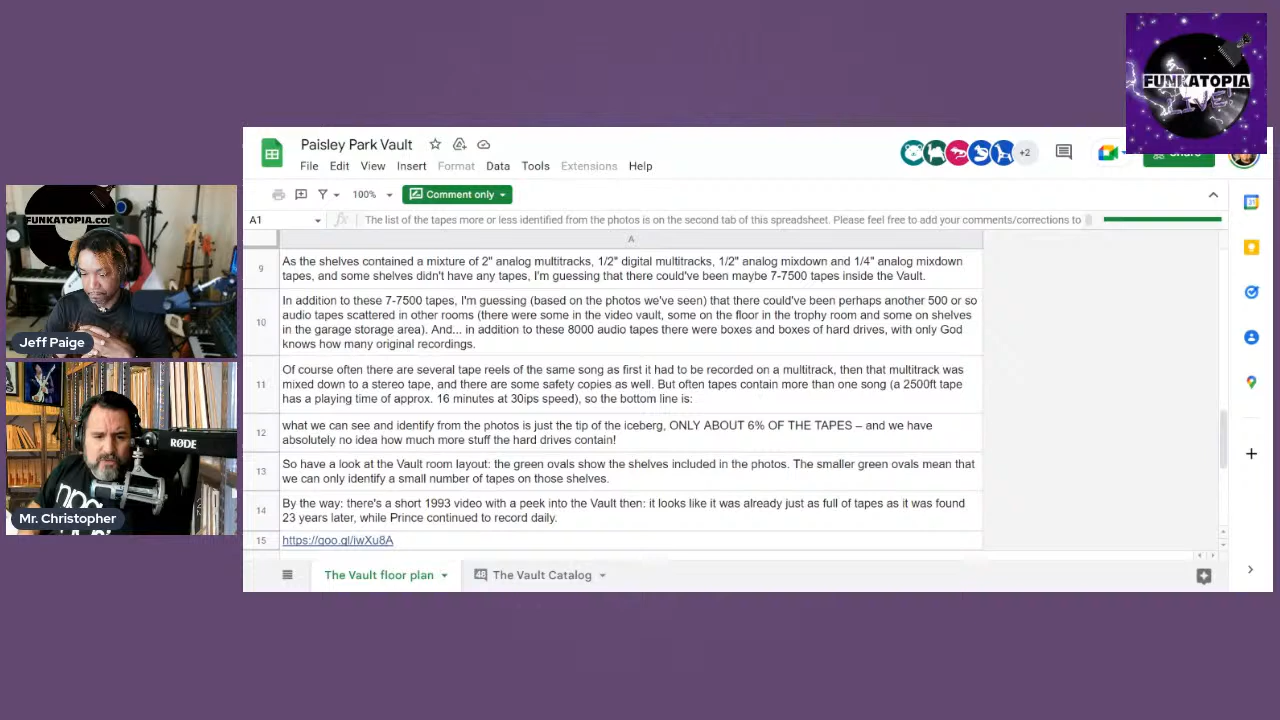 FUNKATOPIA
LIVE!
Paisley Park Vault
+2
File Edit View Insert Format Data Tools Extensions Help
100% Comment only
A1 fx The list of the tapes more or less identified from the photos is on the second tab of this spreadsheet. Please feel free to add your comments/corrections to
A
9 As the shelves contained a mixture of 2" analog multitracks, 1/2" digital multitracks, 1/2" analog mixdown and 1/4" analog mixdown
tapes, and some shelves didn't have any tapes, I'm guessing that there could've been maybe 7-7500 tapes inside the Vault.
10 In addition to these 7-7500 tapes, I'm guessing (based on the photos we've seen) that there could've been perhaps another 500 or so
audio tapes scattered in other rooms (there were some in the video vault, some on the floor in the trophy room and some on shelves
in the garage storage area). And... in addition to these 8000 audio tapes there were boxes and boxes of hard drives, with only God
knows how many original recordings.
11 Of course often there are several tape reels of the same song as first it had to be recorded on a multitrack, then that multitrack was
mixed down to a stereo tape, and there are some safety copies as well. But often tapes contain more than one song (a 2500ft tape
has a playing time of approx. 16 minutes at 30ips speed), so the bottom line is:
12 what we can see and identify from the photos is just the tip of the iceberg, ONLY ABOUT 6% OF THE TAPES – and we have
absolutely no idea how much more stuff the hard drives contain!
13 So have a look at the Vault room layout: the green ovals show the shelves included in the photos. The smaller green ovals mean that
we can only identify a small number of tapes on those shelves.
14 By the way: there's a short 1993 video with a peek into the Vault then: it looks like it was already just as full of tapes as it was found
23 years later, while Prince continued to record daily.
15 https://goo.gl/iwXu8A
The Vault floor plan The Vault Catalog
FUNKATOPIA.COM
Jeff Paige
RØDE
Mr. Christopher